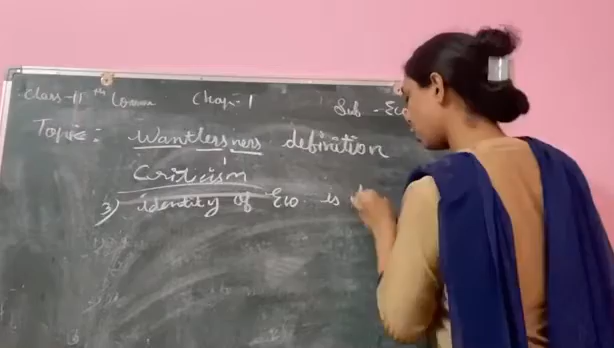 Class-11th Comm Chap-1 Sub - Eco
Topic: Wantlessness definition
Criticism
3) identity of Eco is